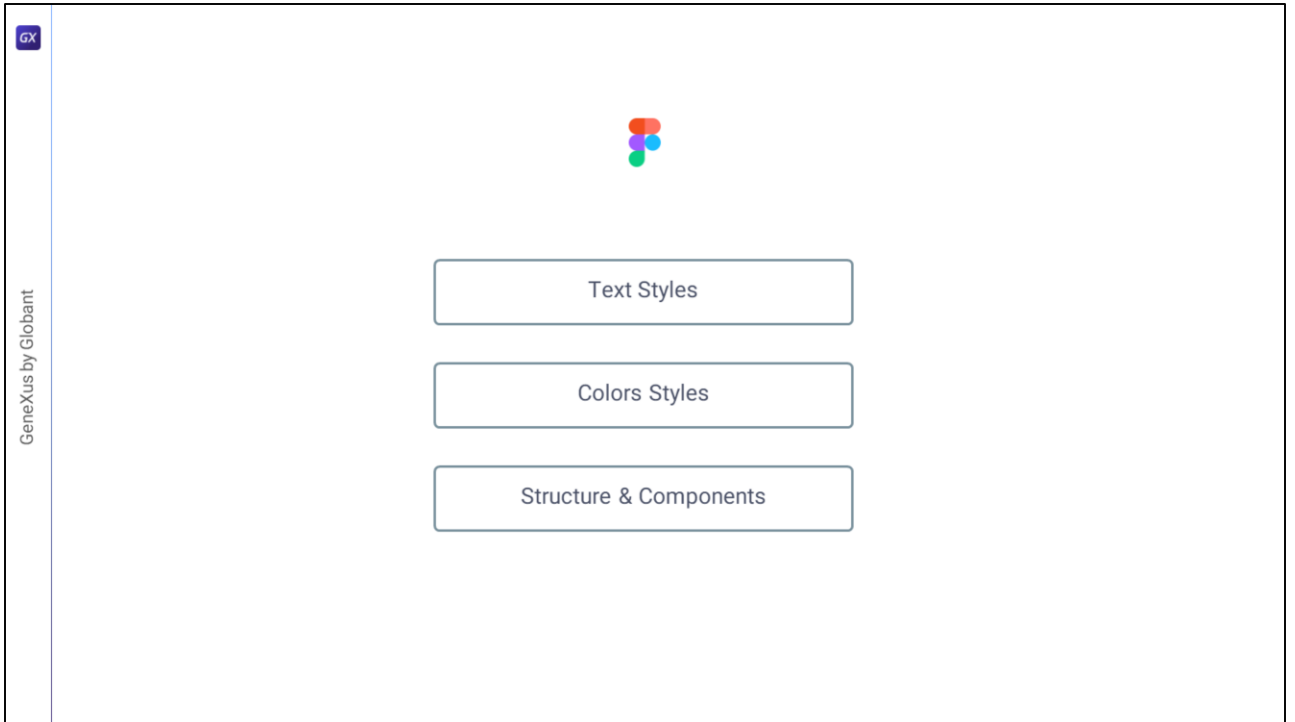 GX
GeneXus by Globant
Text Styles
Colors Styles
Structure & Components